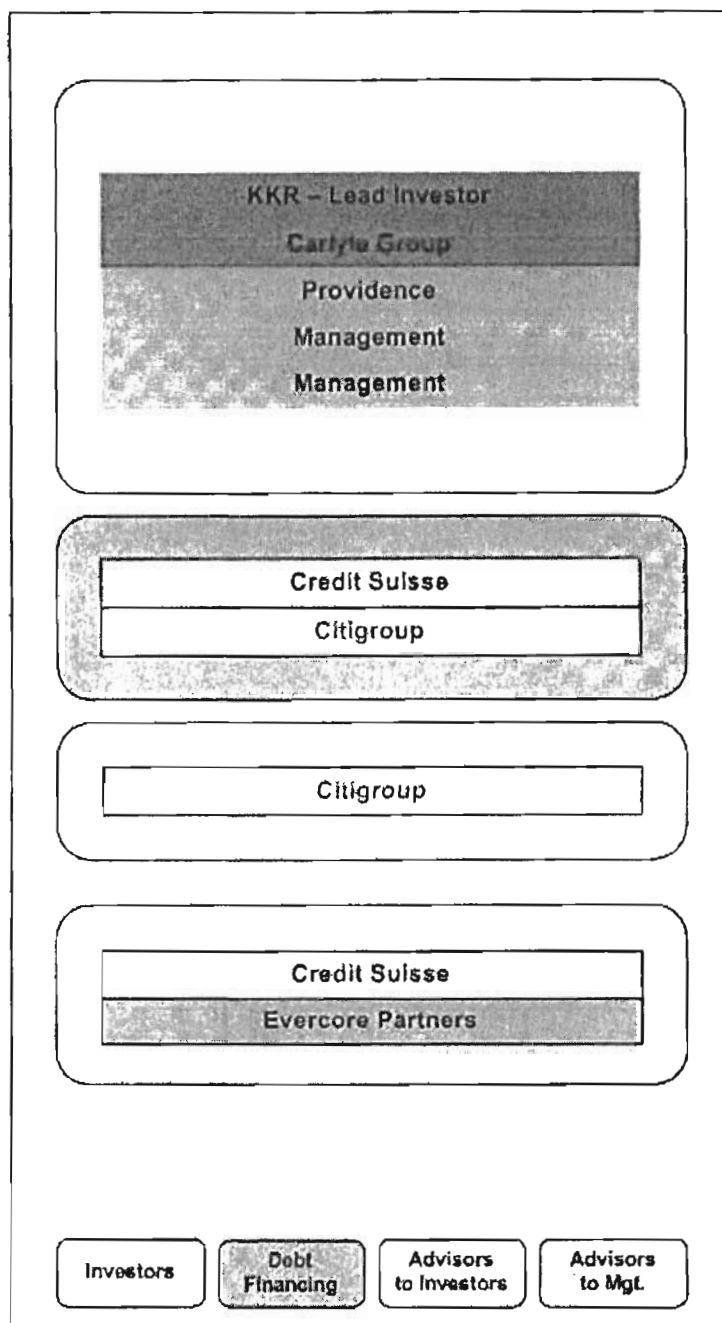 KKR – Lead Investor
Carlyle Group
Providence
Management
Management
Credit Suisse
Citigroup
Citigroup
Credit Suisse
Evercore Partners
Investors
Debt
Financing
Advisors
to Investors
Advisors
to Mgt.